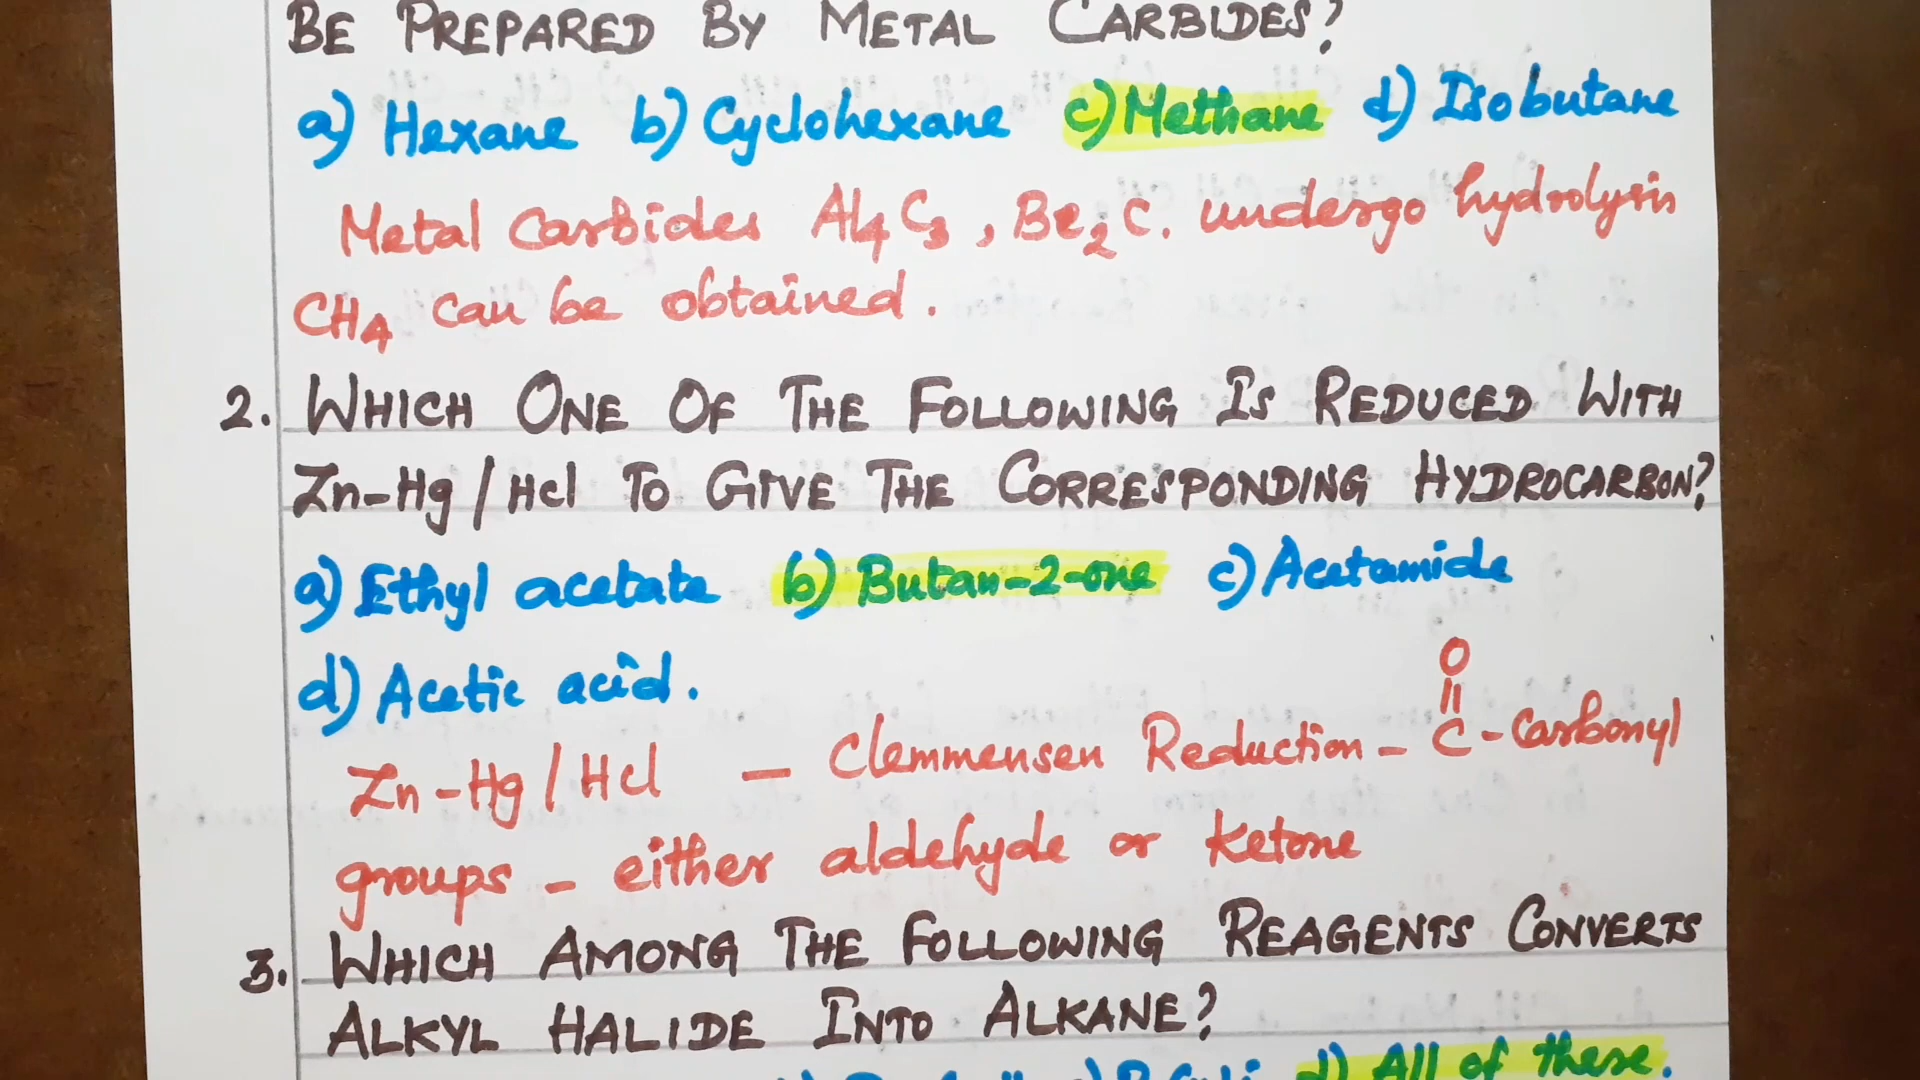 BE PREPARED BY METAL CARBIDES?
a) Hexane b) Cyclohexane c) Methane d) Isobutane
Metal Carbides Al4C3, Be2C. undergo hydrolysis
CH4 can be obtained.
2. WHICH ONE OF THE FOLLOWING IS REDUCED WITH
Zn-Hg/Hcl TO GIVE THE CORRESPONDING HYDROCARBON?
a) Ethyl acetate b) Butan-2-one c) Acetamide
d) Acetic acid.
O
Zn-Hg/Hcl - Clemmensen Reduction - C - Carbonyl
groups - either aldehyde or ketone
3. WHICH AMONG THE FOLLOWING REAGENTS CONVERTS
ALKYL HALIDE INTO ALKANE?
d) All of these.